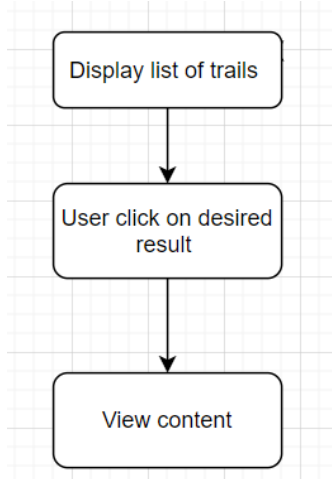 Display list of trails
User click on desired
result
View content